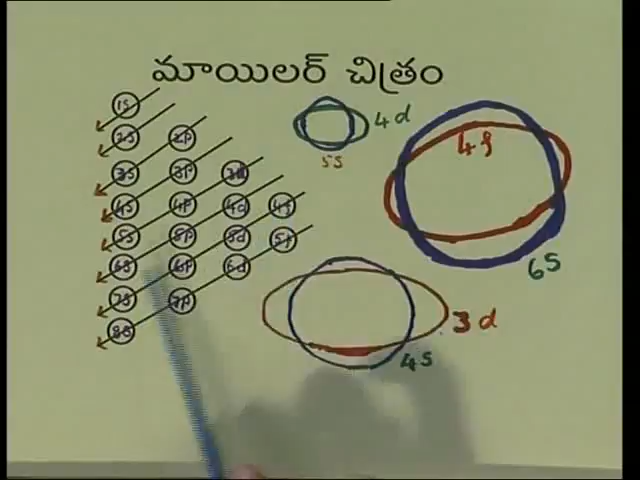 మాయిలర్ చిత్రం
1s
2s 2p
3s 3p 3d
4s 4p 4d 4f
5s 5p 5d 5f
6s 6p 6d
7s 7p
8s
4d
5s
4f
6s
3d
4s